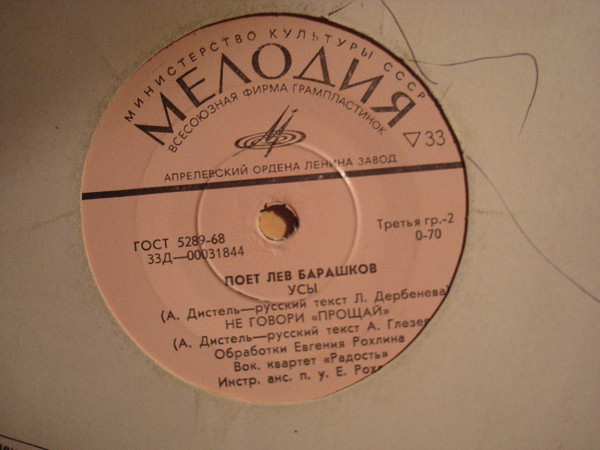 МИНИСТЕРСТВО КУЛЬТУРЫ СССР
МЕЛОДИЯ
ВСЕСОЮЗНАЯ ФИРМА ГРАМПЛАСТИНОК
▽33
АПРЕЛЕВСКИЙ ОРДЕНА ЛЕНИНА ЗАВОД
ГОСТ 5289-68
Третья гр.-2
33Д—00031844
0-70
ПОЕТ ЛЕВ БАРАШКОВ
УСЫ
(А. Дистель—русский текст Л. Дербенева)
НЕ ГОВОРИ «ПРОЩАЙ»
(А. Дистель—русский текст А. Глезер
Обработки Евгения Рохлина
Вок. квартет «Радость»
Инстр. анс. п. у. Е. Рохл